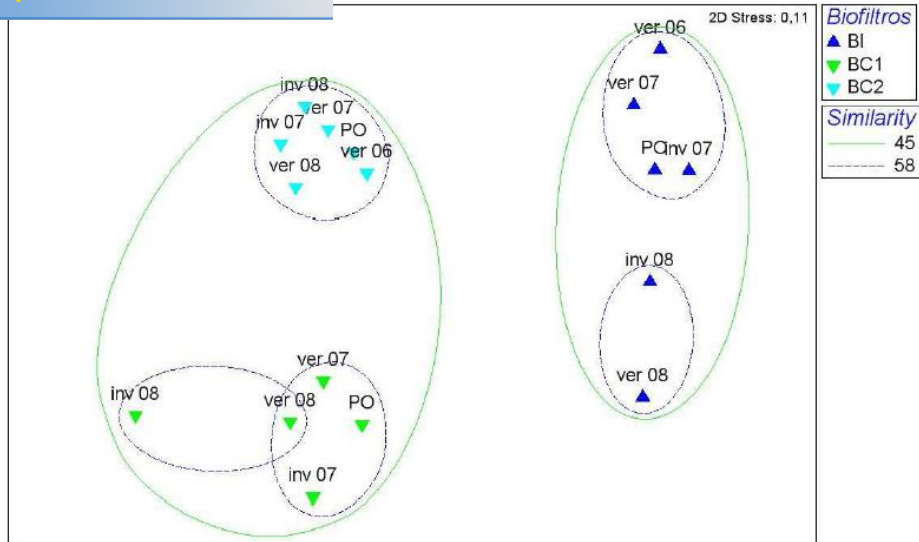 2D Stress: 0,11
Biofiltros
BI
BC1
BC2
Similarity
45
58
inv 08
ver 07
inv 07
PO
ver 06
ver 08
ver 06
ver 07
PO
inv 07
inv 08
ver 08
ver 07
inv 08
ver 08
PO
inv 07